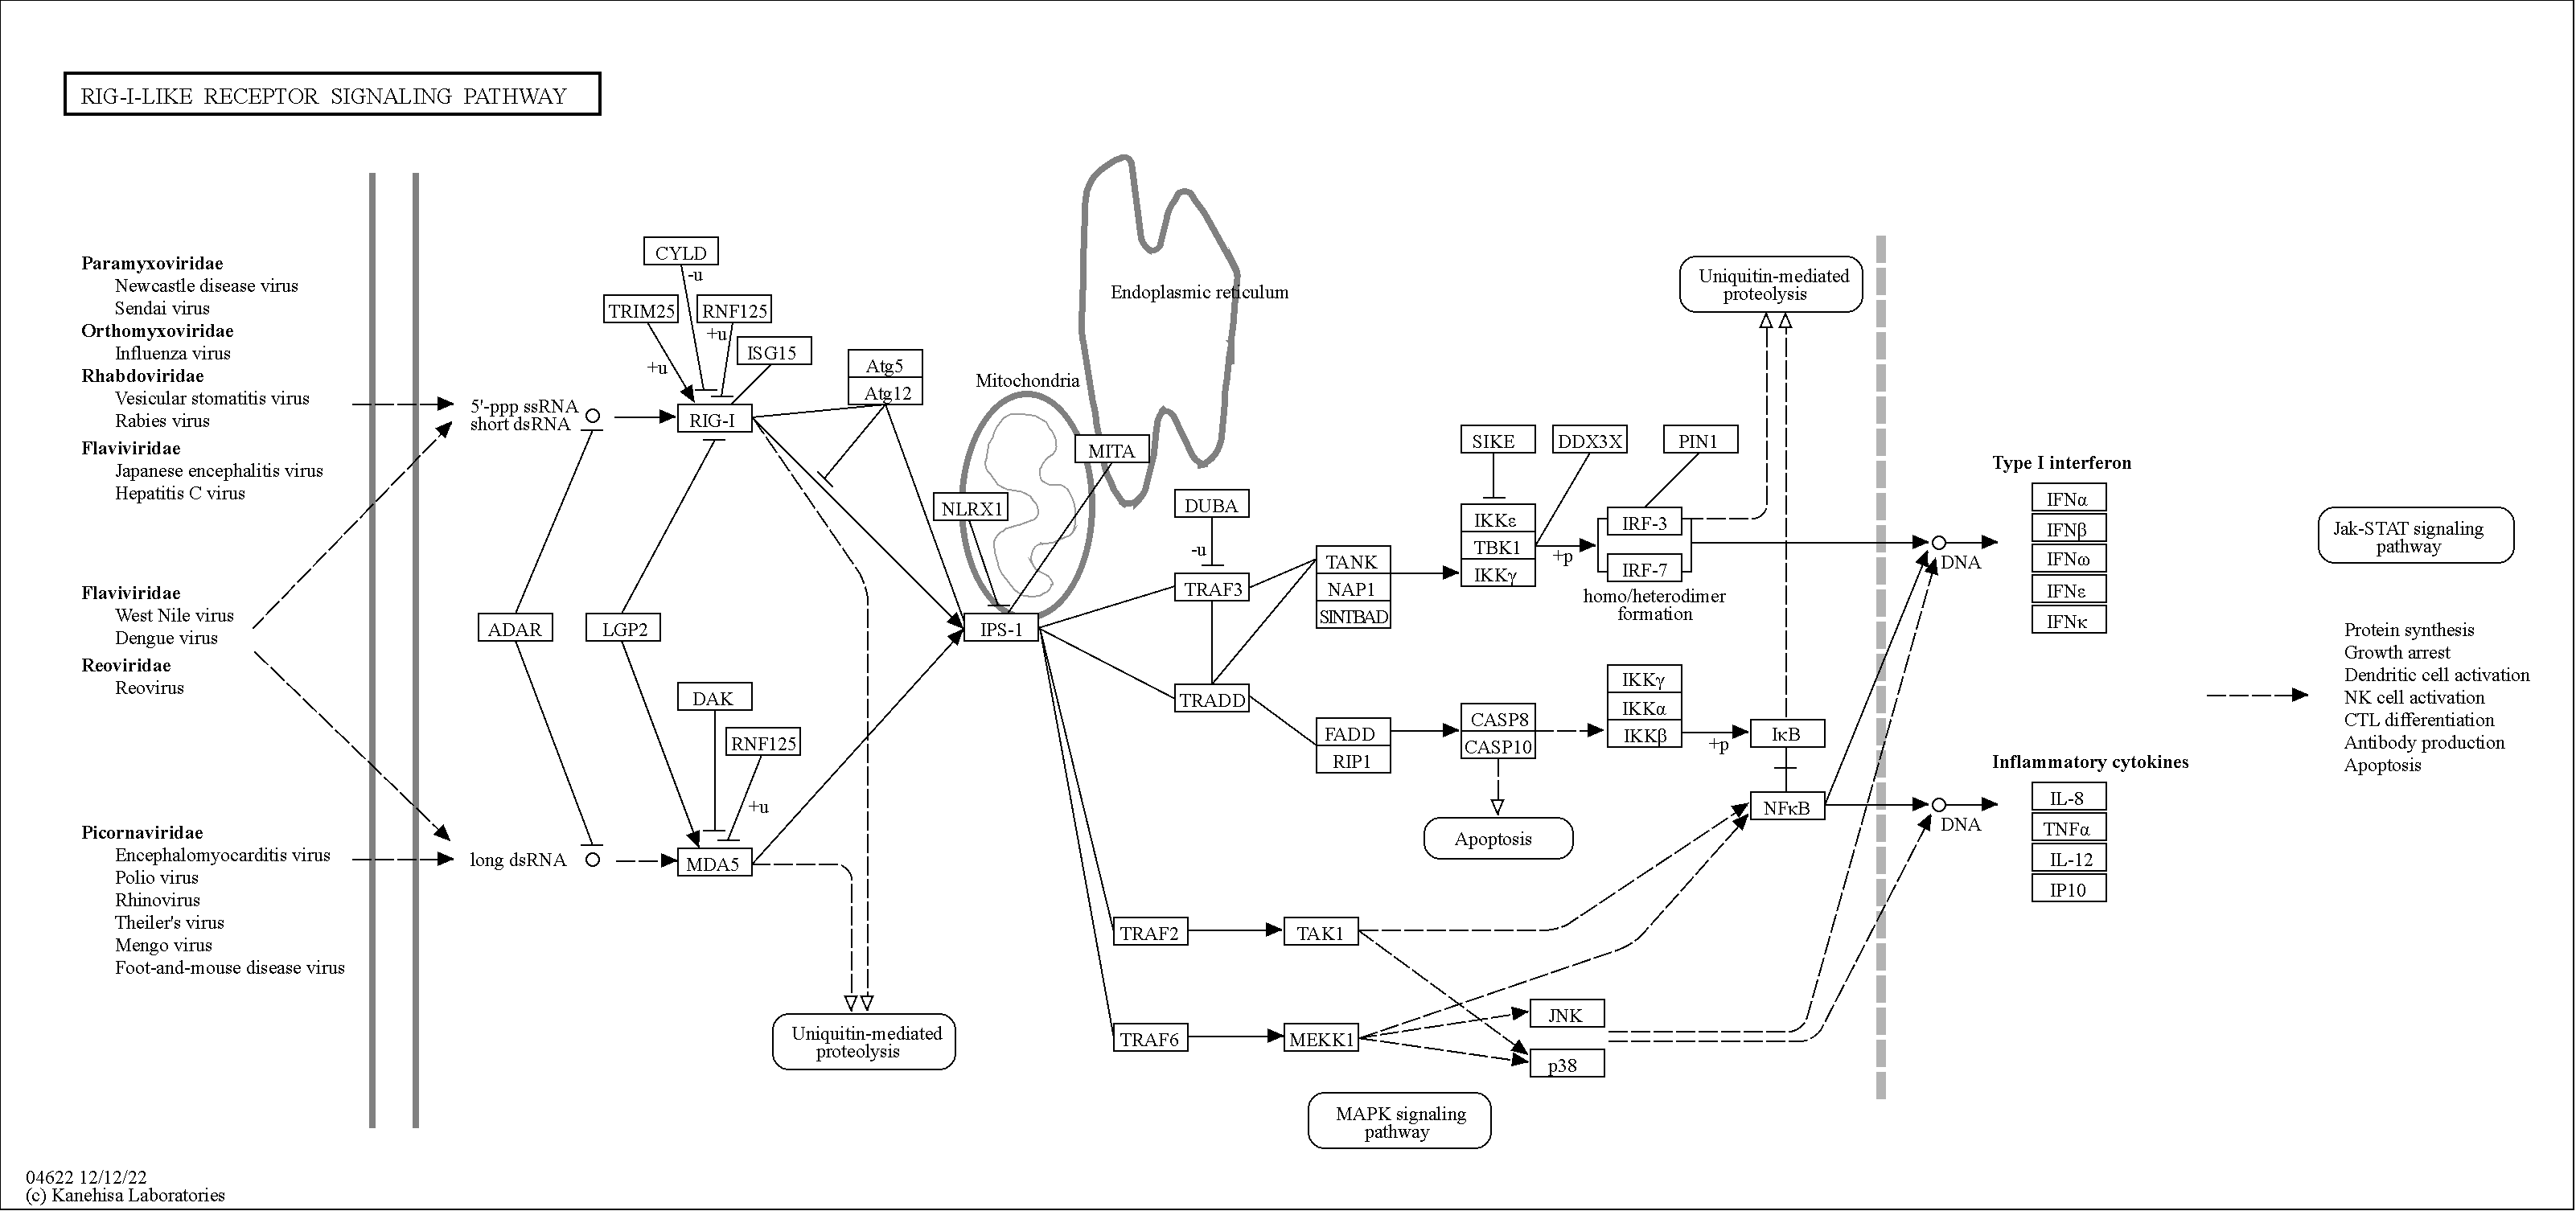 RIG-I-LIKE RECEPTOR SIGNALING PATHWAY
Paramyxoviridae
Newcastle disease virus
Sendai virus
Orthomyxoviridae
Influenza virus
Rhabdoviridae
Vesicular stomatitis virus
Rabies virus
Flaviviridae
Japanese encephalitis virus
Hepatitis C virus
Flaviviridae
West Nile virus
Dengue virus
Reoviridae
Reovirus
Picornaviridae
Encephalomyocarditis virus
Polio virus
Rhinovirus
Theiler's virus
Mengo virus
Foot-and-mouse disease virus
5'-ppp ssRNA
short dsRNA
long dsRNA
ADAR
LGP2
CYLD
-u
TRIM25
RNF125
+u
+u
ISG15
RIG-I
Atg5
Atg12
DAK
RNF125
+u
MDA5
Uniquitin-mediated
proteolysis
Mitochondria
Endoplasmic reticulum
MITA
NLRX1
IPS-1
DUBA
-u
TRAF3
TRADD
TANK
NAP1
SINTBAD
FADD
RIP1
SIKE
DDX3X
PIN1
IKKε
TBK1
IKKγ
+p
IRF-3
IRF-7
homo/heterodimer
formation
Uniquitin-mediated
proteolysis
CASP8
CASP10
Apoptosis
IKKγ
IKKα
IKKβ
+p
IκB
NFκB
TRAF2
TAK1
TRAF6
MEKK1
JNK
p38
MAPK signaling
pathway
DNA
DNA
Type I interferon
IFNα
IFNβ
IFNω
IFNε
IFNκ
Inflammatory cytokines
IL-8
TNFα
IL-12
IP10
Jak-STAT signaling
pathway
Protein synthesis
Growth arrest
Dendritic cell activation
NK cell activation
CTL differentiation
Antibody production
Apoptosis
04622 12/12/22
(c) Kanehisa Laboratories